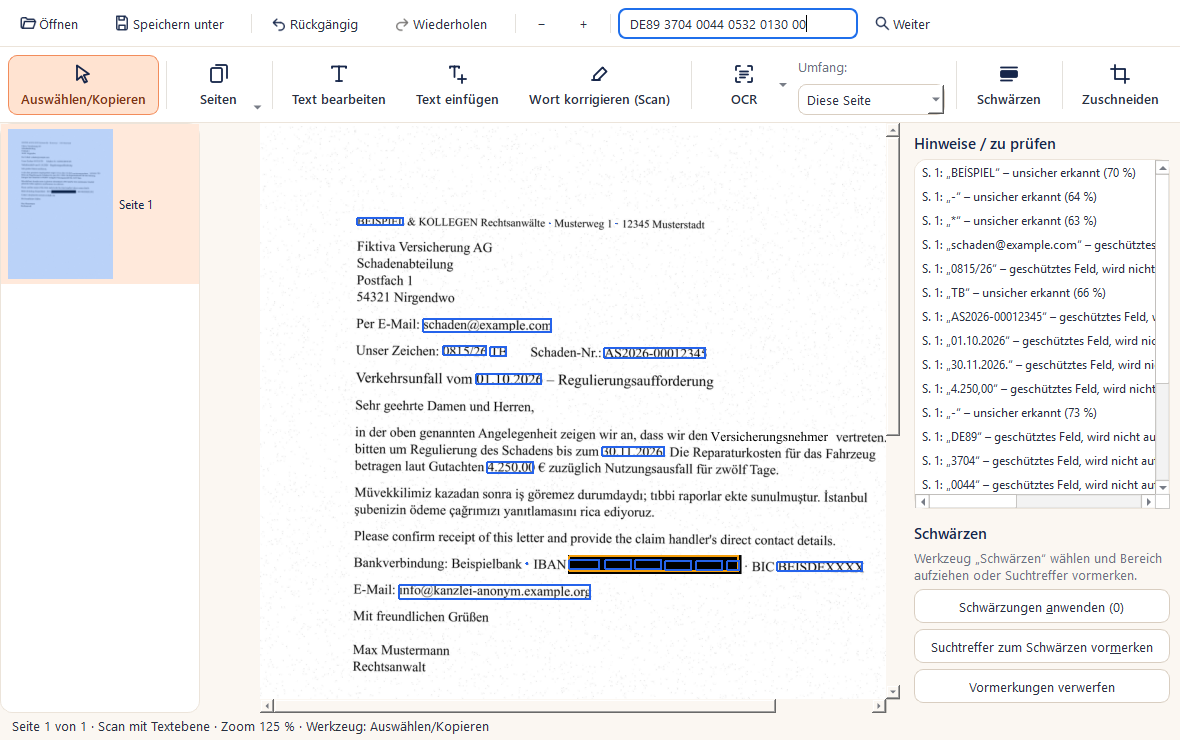 Öffnen
Speichern unter
Rückgängig
Wiederholen
−
+
DE89 3704 0044 0532 0130 00
Weiter
Auswählen/Kopieren
Seiten
Text bearbeiten
Text einfügen
Wort korrigieren (Scan)
OCR
Umfang:
Diese Seite
Schwärzen
Zuschneiden
Seite 1
BEISPIEL & KOLLEGEN Rechtsanwälte · Musterweg 1 - 12345 Musterstadt
Fiktiva Versicherung AG
Schadenabteilung
Postfach 1
54321 Nirgendwo
Per E-Mail: schaden@example.com
Unser Zeichen: 0815/26 TB Schaden-Nr.: AS2026-00012345
Verkehrsunfall vom 01.10.2026 – Regulierungsaufforderung
Sehr geehrte Damen und Herren,
in der oben genannten Angelegenheit zeigen wir an, dass wir den Versicherungsnehmer vertreten.
bitten um Regulierung des Schadens bis zum 30.11.2026. Die Reparaturkosten für das Fahrzeug
betragen laut Gutachten 4.250,00 € zuzüglich Nutzungsausfall für zwölf Tage.
Müvekkilimiz kazadan sonra iş göremez durumdaydı; tıbbi raporlar ekte sunulmuştur. İstanbul
şubenizin ödeme çağrımızı yanıtlamasını rica ediyoruz.
Please confirm receipt of this letter and provide the claim handler's direct contact details.
Bankverbindung: Beispielbank · IBAN · BIC BEISDEXXXX
E-Mail: info@kanzlei-anonym.example.org
Mit freundlichen Grüßen
Max Mustermann
Rechtsanwalt
Hinweise / zu prüfen
S. 1: „BEİSPIEL“ – unsicher erkannt (70 %)
S. 1: „-“ – unsicher erkannt (64 %)
S. 1: „*“ – unsicher erkannt (63 %)
S. 1: „schaden@example.com“ – geschütztes
S. 1: „0815/26“ – geschütztes Feld, wird nicht
S. 1: „TB“ – unsicher erkannt (66 %)
S. 1: „AS2026-00012345“ – geschütztes Feld, w
S. 1: „01.10.2026“ – geschütztes Feld, wird nic
S. 1: „30.11.2026.“ – geschütztes Feld, wird ni
S. 1: „4.250,00“ – geschütztes Feld, wird nicht
S. 1: „-“ – unsicher erkannt (73 %)
S. 1: „DE89“ – geschütztes Feld, wird nicht au
S. 1: „3704“ – geschütztes Feld, wird nicht au
S. 1: „0044“ – geschütztes Feld, wird nicht au
Schwärzen
Werkzeug „Schwärzen“ wählen und Bereich
aufziehen oder Suchtreffer vormerken.
Schwärzungen anwenden (0)
Suchtreffer zum Schwärzen vormerken
Vormerkungen verwerfen
Seite 1 von 1 · Scan mit Textebene · Zoom 125 % · Werkzeug: Auswählen/Kopieren